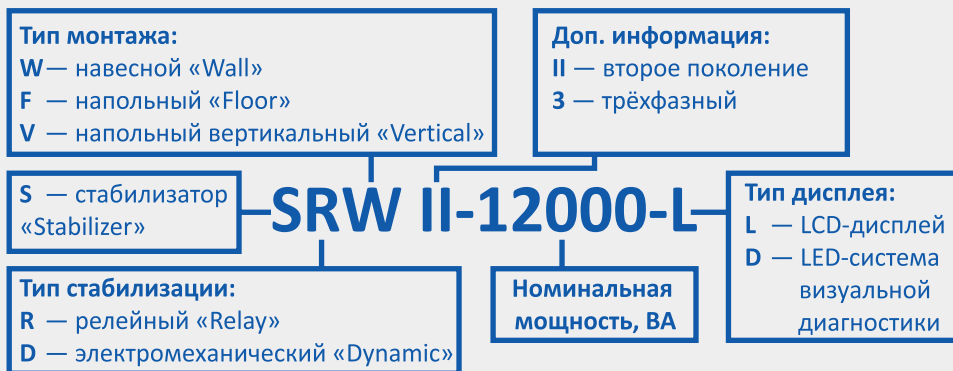 Тип монтажа:
W — навесной «Wall»
F — напольный «Floor»
V — напольный вертикальный «Vertical»
Доп. информация:
II — второе поколение
3 — трёхфазный
S — стабилизатор
«Stabilizer»
SRW II-12000-L
Тип дисплея:
L — LCD-дисплей
D — LED-система
визуальной
диагностики
Тип стабилизации:
R — релейный «Relay»
D — электромеханический «Dynamic»
Номинальная
мощность, ВА